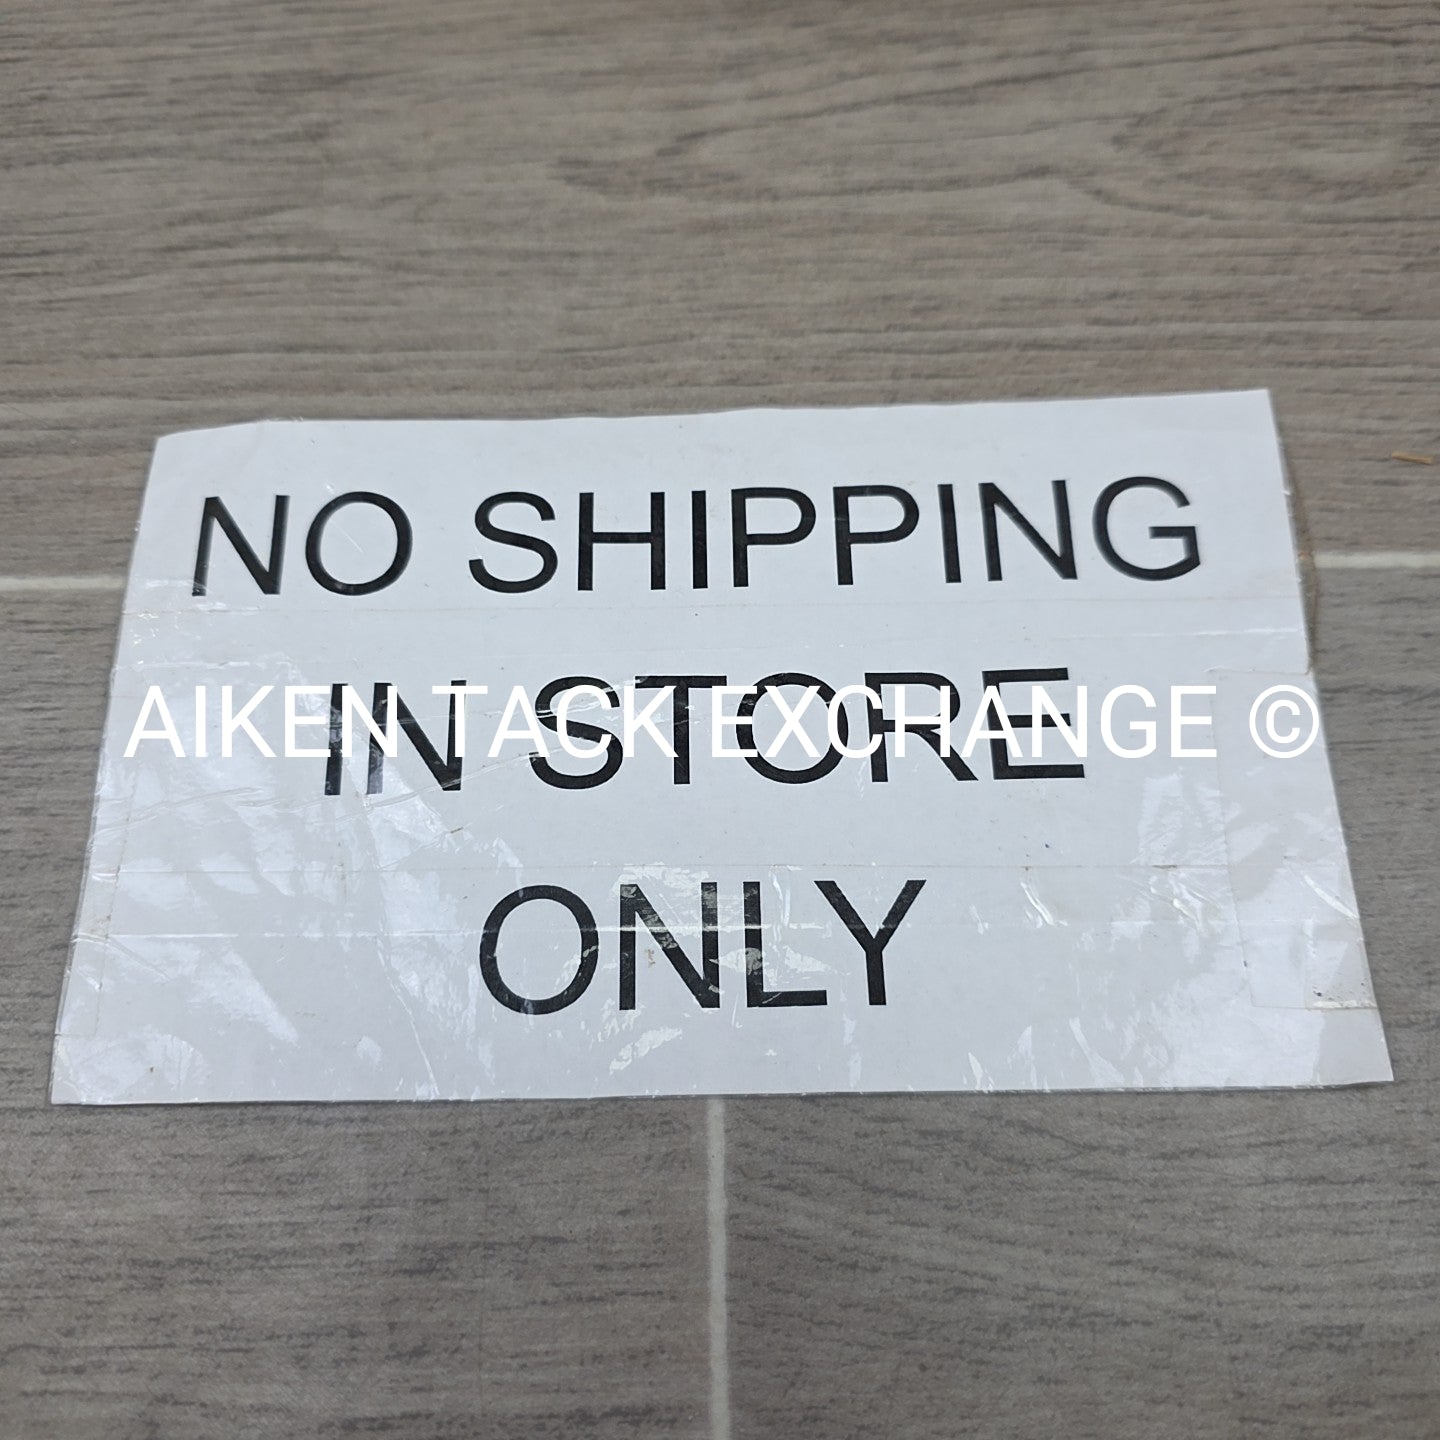 NO SHIPPING
IN STORE
AIKEN TACK EXCHANGE ©
ONLY